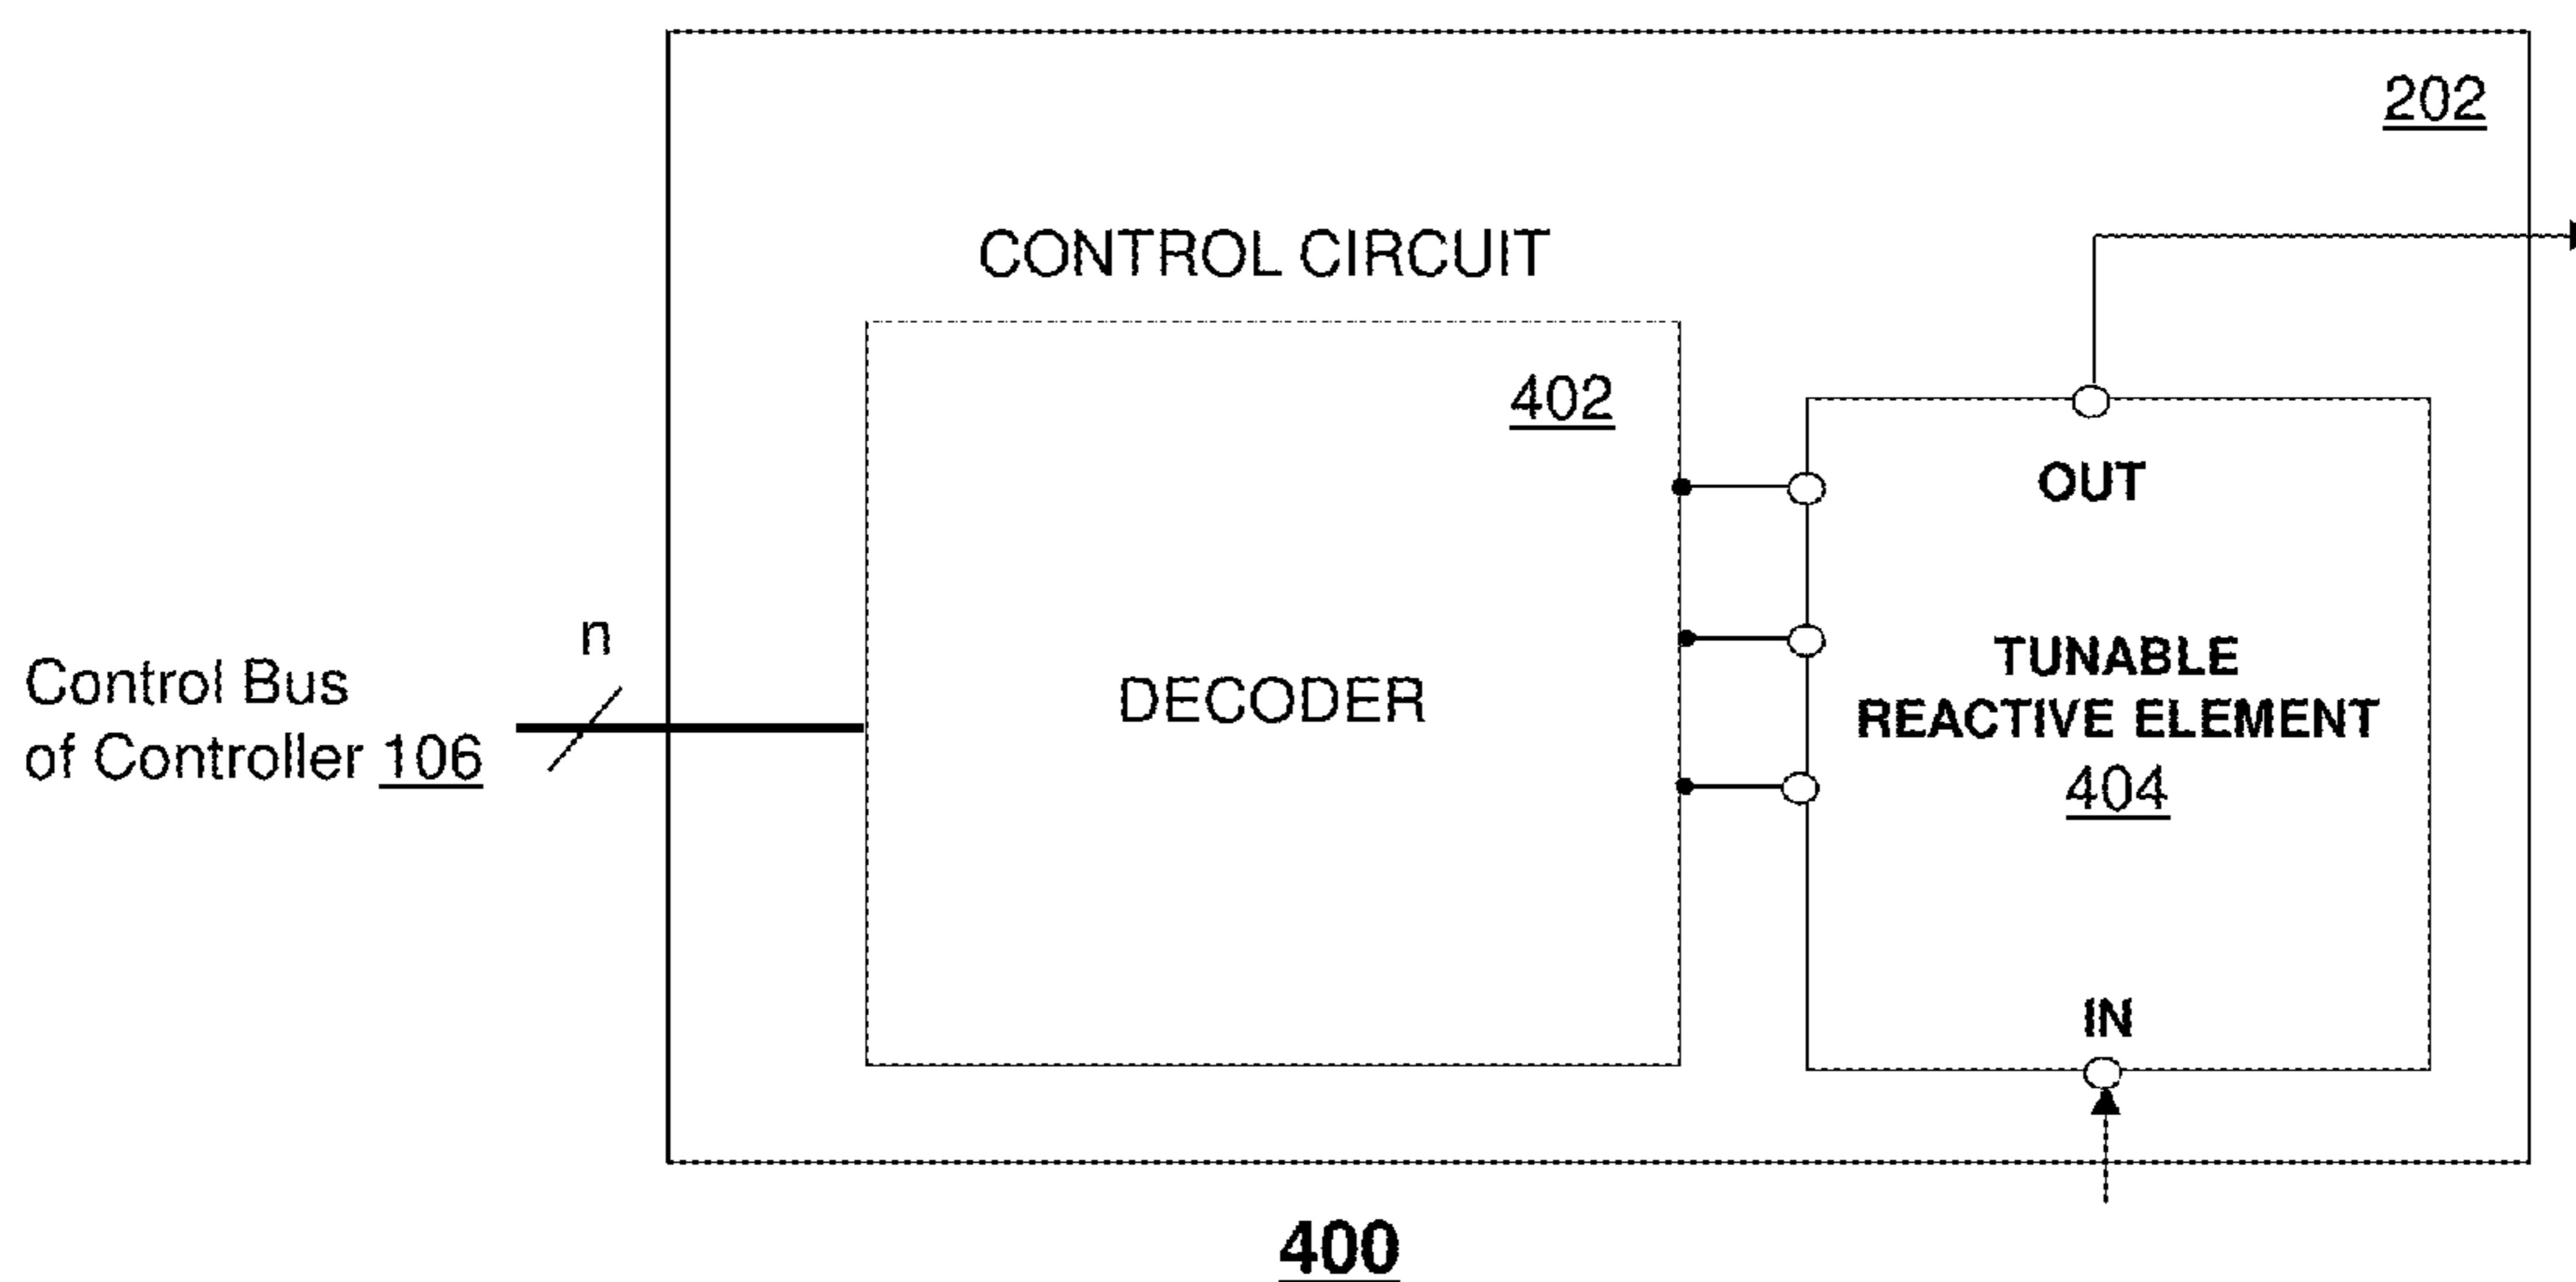 202
CONTROL CIRCUIT
402
OUT
n
Control Bus
of Controller 106
DECODER
TUNABLE
REACTIVE ELEMENT
404
IN
400